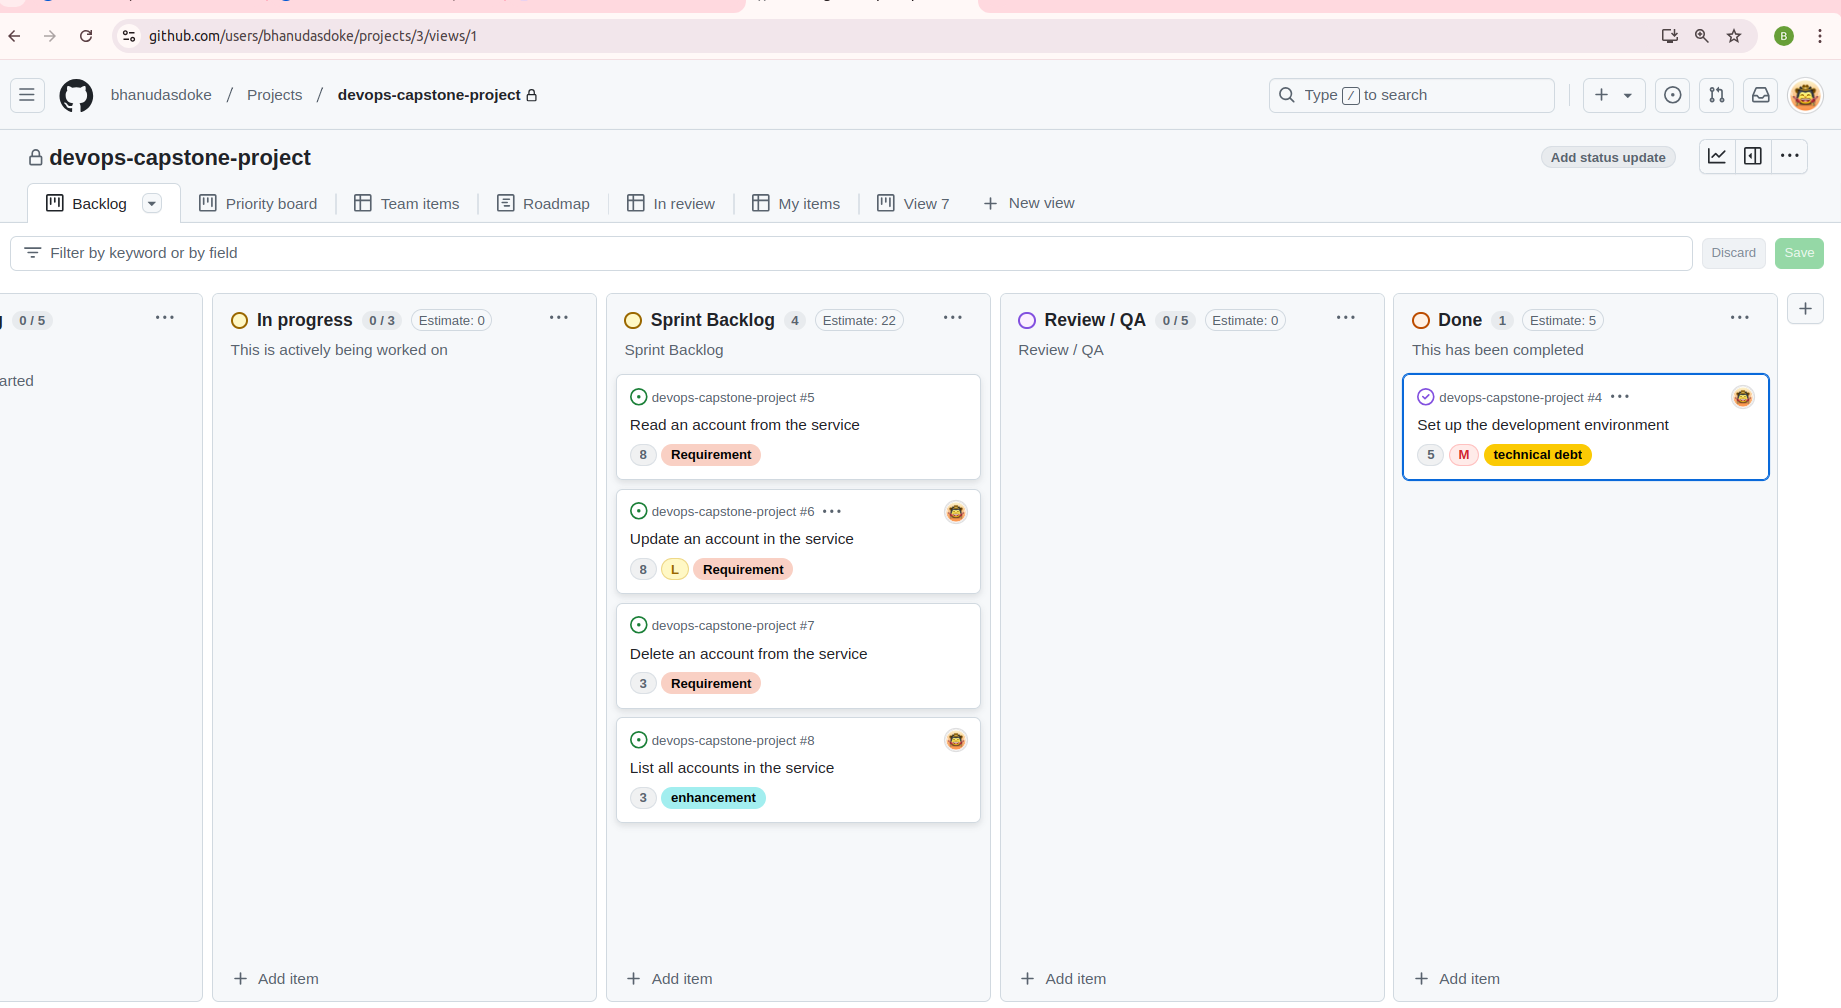 github.com/users/bhanudasdoke/projects/3/views/1
B
bhanudasdoke / Projects / devops-capstone-project
Type / to search
devops-capstone-project
Add status update
Backlog
Priority board
Team items
Roadmap
In review
My items
View 7
New view
Filter by keyword or by field
Discard
Save
0 / 5
arted
In progress 0 / 3 Estimate: 0
This is actively being worked on
Add item
Sprint Backlog 4 Estimate: 22
Sprint Backlog
devops-capstone-project #5
Read an account from the service
8 Requirement
devops-capstone-project #6
Update an account in the service
8 L Requirement
devops-capstone-project #7
Delete an account from the service
3 Requirement
devops-capstone-project #8
List all accounts in the service
3 enhancement
Add item
Review / QA 0 / 5 Estimate: 0
Review / QA
Add item
Done 1 Estimate: 5
This has been completed
devops-capstone-project #4
Set up the development environment
5 M technical debt
Add item